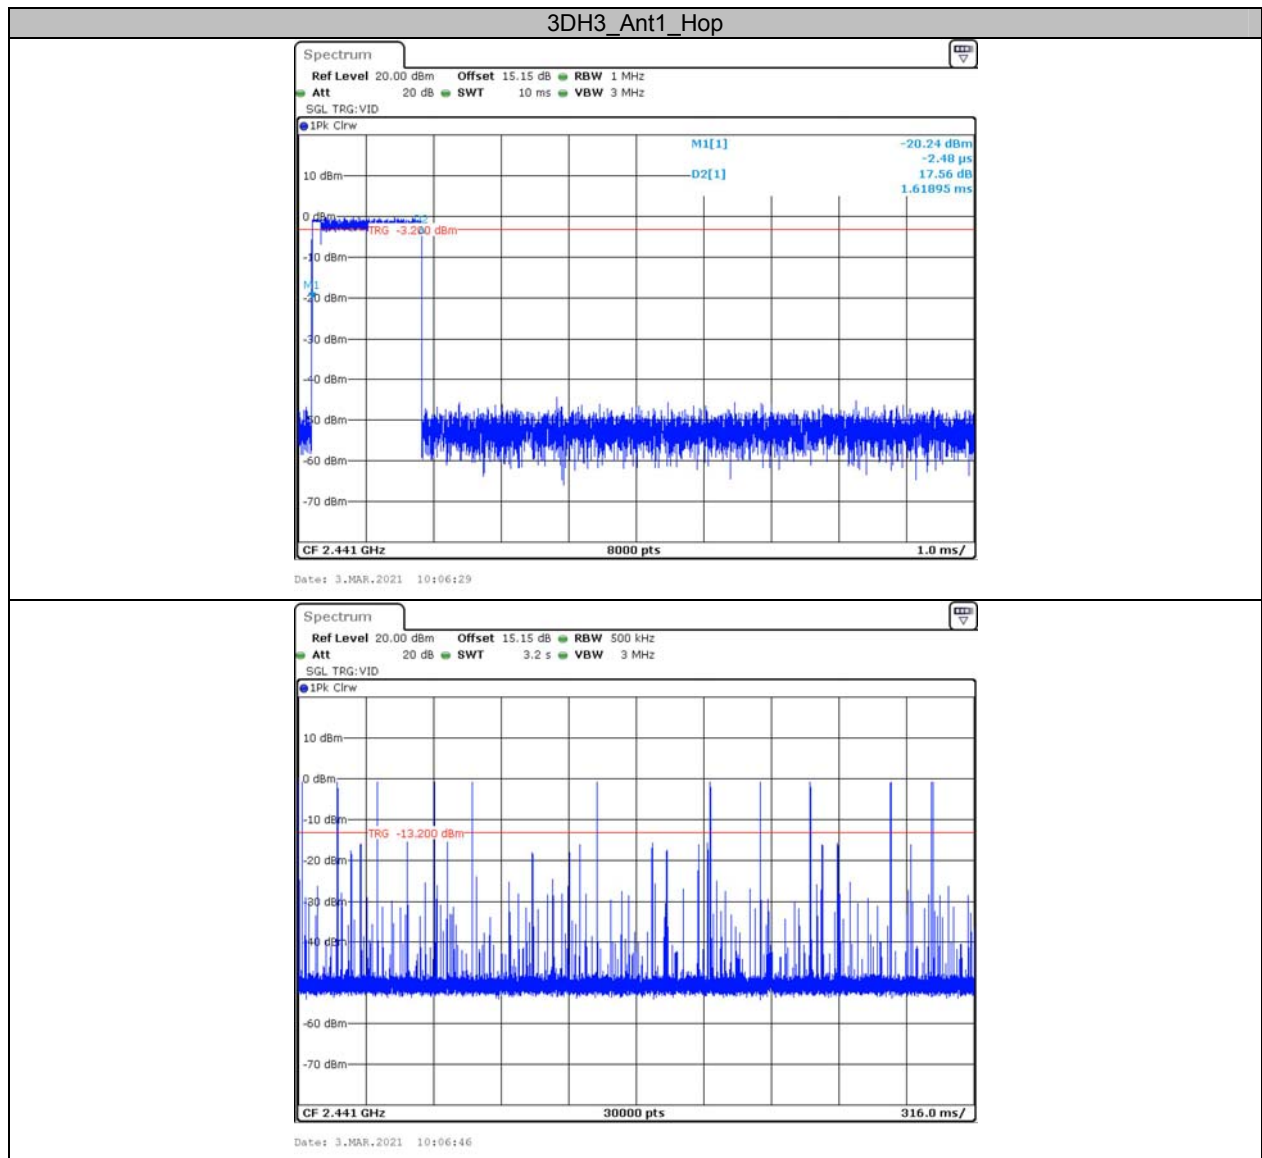 3DH3_Ant1_Hop
Spectrum
Ref Level 20.00 dBm Offset 15.15 dB RBW 1 MHz
Att 20 dB SWT 10 ms VBW 3 MHz
SGL TRG:VID
1Pk Clrw
M1[1] -20.24 dBm
-2.48 µs
D2[1] 17.56 dB
1.61895 ms
10 dBm
0 dBm
D2
TRG -3.200 dBm
-10 dBm
M1
-20 dBm
-30 dBm
-40 dBm
-50 dBm
-60 dBm
-70 dBm
CF 2.441 GHz 8000 pts 1.0 ms/
Date: 3.MAR.2021 10:06:29
Spectrum
Ref Level 20.00 dBm Offset 15.15 dB RBW 500 kHz
Att 20 dB SWT 3.2 s VBW 3 MHz
SGL TRG:VID
1Pk Clrw
10 dBm
0 dBm
-10 dBm
TRG -13.200 dBm
-20 dBm
-30 dBm
-40 dBm
-60 dBm
-70 dBm
CF 2.441 GHz 30000 pts 316.0 ms/
Date: 3.MAR.2021 10:06:46